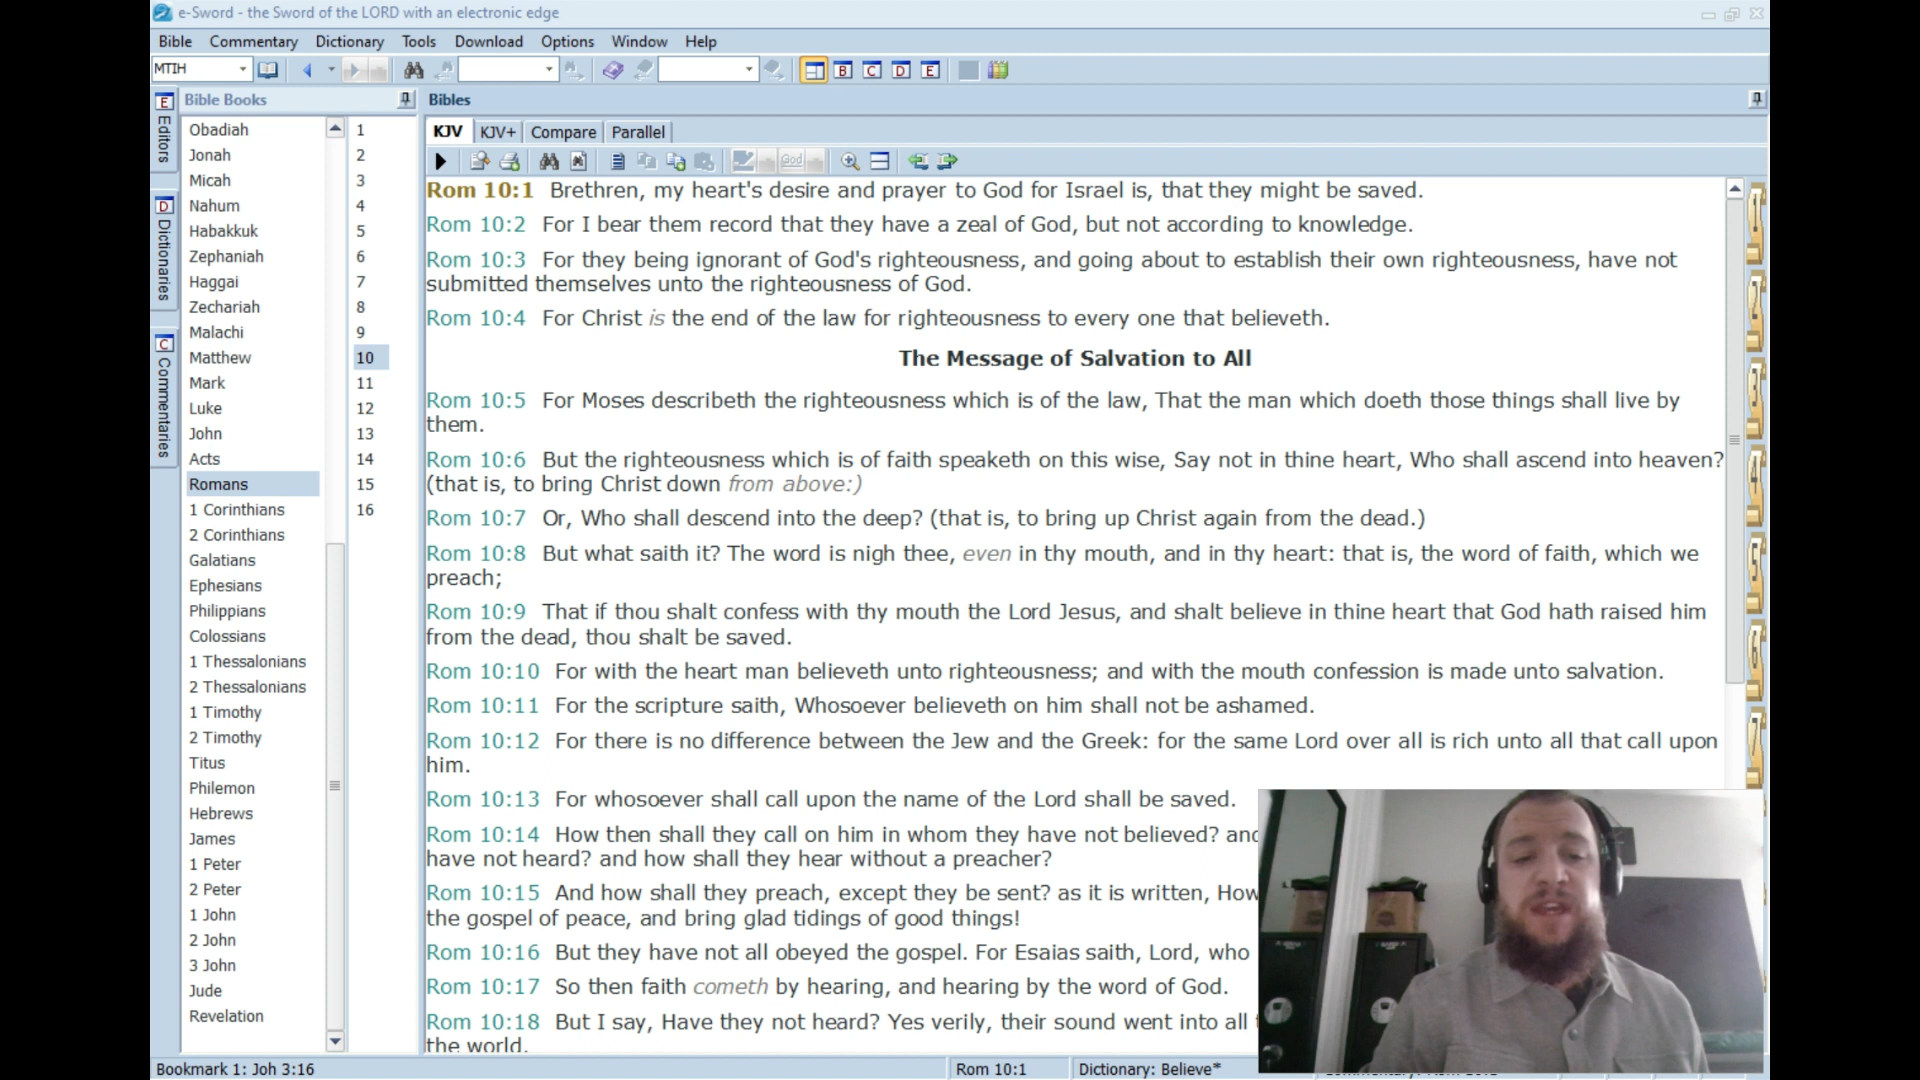 e-Sword - the Sword of the LORD with an electronic edge
Bible Commentary Dictionary Tools Download Options Window Help
MTIH
B C D E
E Editors
D Dictionaries
C Commentaries
Bible Books
Obadiah
Jonah
Micah
Nahum
Habakkuk
Zephaniah
Haggai
Zechariah
Malachi
Matthew
Mark
Luke
John
Acts
Romans
1 Corinthians
2 Corinthians
Galatians
Ephesians
Philippians
Colossians
1 Thessalonians
2 Thessalonians
1 Timothy
2 Timothy
Titus
Philemon
Hebrews
James
1 Peter
2 Peter
1 John
2 John
3 John
Jude
Revelation
1
2
3
4
5
6
7
8
9
10
11
12
13
14
15
16
Bibles
KJV KJV+ Compare Parallel
God
Rom 10:1 Brethren, my heart's desire and prayer to God for Israel is, that they might be saved.
Rom 10:2 For I bear them record that they have a zeal of God, but not according to knowledge.
Rom 10:3 For they being ignorant of God's righteousness, and going about to establish their own righteousness, have not
submitted themselves unto the righteousness of God.
Rom 10:4 For Christ is the end of the law for righteousness to every one that believeth.
The Message of Salvation to All
Rom 10:5 For Moses describeth the righteousness which is of the law, That the man which doeth those things shall live by
them.
Rom 10:6 But the righteousness which is of faith speaketh on this wise, Say not in thine heart, Who shall ascend into heaven?
(that is, to bring Christ down from above:)
Rom 10:7 Or, Who shall descend into the deep? (that is, to bring up Christ again from the dead.)
Rom 10:8 But what saith it? The word is nigh thee, even in thy mouth, and in thy heart: that is, the word of faith, which we
preach;
Rom 10:9 That if thou shalt confess with thy mouth the Lord Jesus, and shalt believe in thine heart that God hath raised him
from the dead, thou shalt be saved.
Rom 10:10 For with the heart man believeth unto righteousness; and with the mouth confession is made unto salvation.
Rom 10:11 For the scripture saith, Whosoever believeth on him shall not be ashamed.
Rom 10:12 For there is no difference between the Jew and the Greek: for the same Lord over all is rich unto all that call upon
him.
Rom 10:13 For whosoever shall call upon the name of the Lord shall be saved.
Rom 10:14 How then shall they call on him in whom they have not believed? and
have not heard? and how shall they hear without a preacher?
Rom 10:15 And how shall they preach, except they be sent? as it is written, How
the gospel of peace, and bring glad tidings of good things!
Rom 10:16 But they have not all obeyed the gospel. For Esaias saith, Lord, who
Rom 10:17 So then faith cometh by hearing, and hearing by the word of God.
Rom 10:18 But I say, Have they not heard? Yes verily, their sound went into all
the world.
1
2
3
4
5
6
7
Bookmark 1: Joh 3:16
Rom 10:1
Dictionary: Believe*